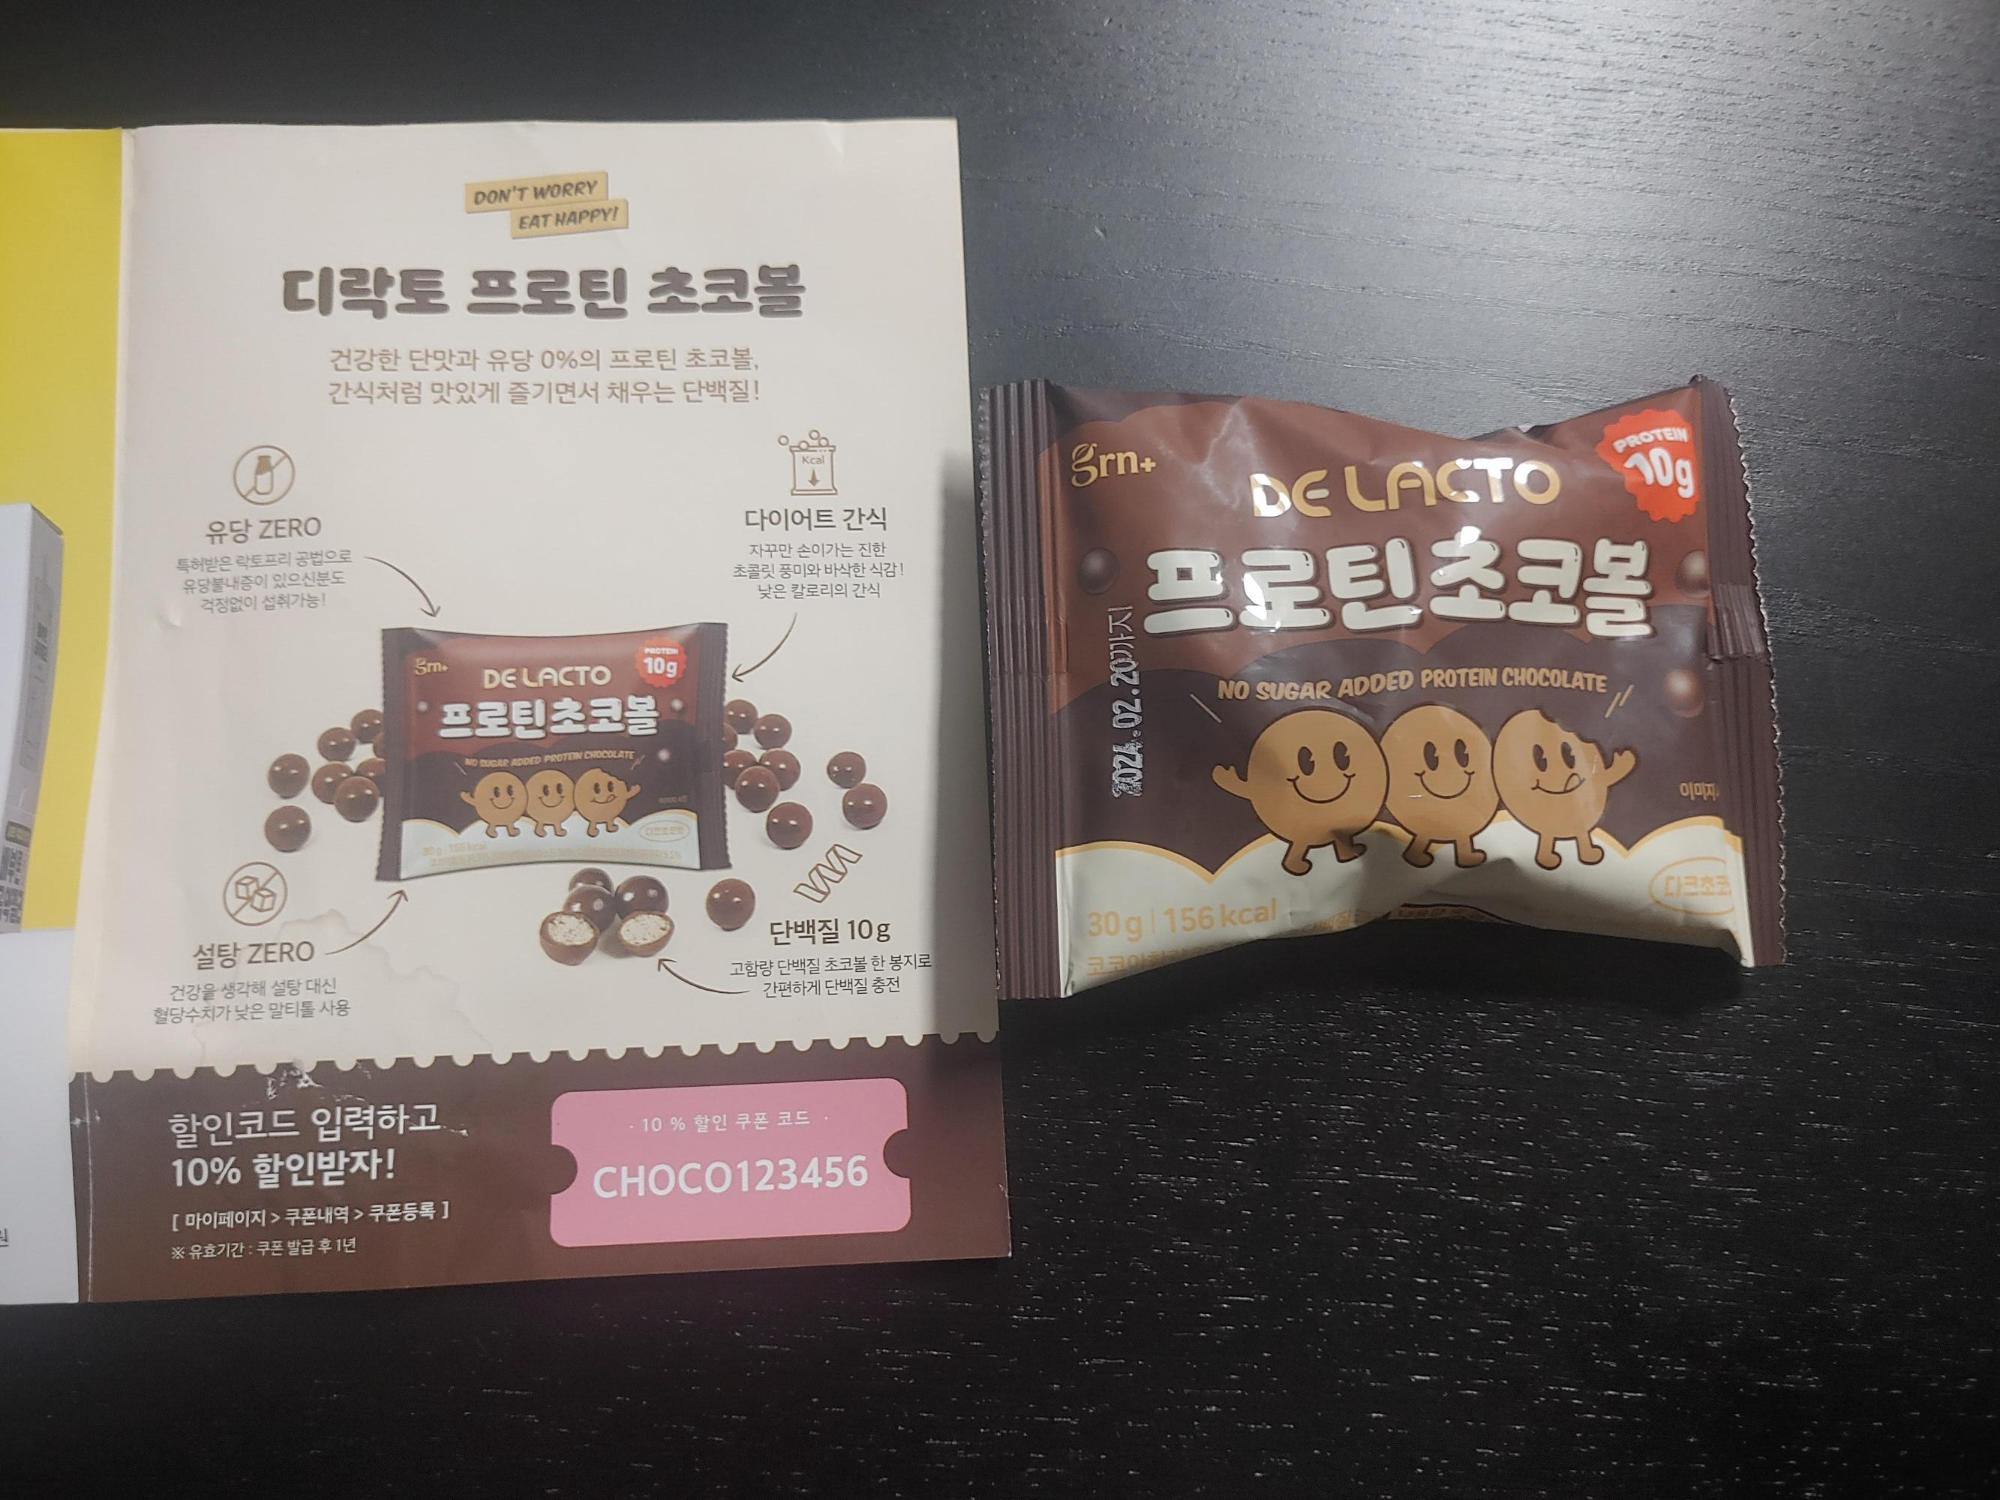 DON'T WORRY
EAT HAPPY!
디락토 프로틴 초코볼
건강한 단맛과 유당 0%의 프로틴 초코볼,
간식처럼 맛있게 즐기면서 채우는 단백질!
유당 ZERO
특허받은 락토프리 공법으로
유당불내증이 있으신분도
걱정없이 섭취가능!
Kcal
다이어트 간식
자꾸만 손이가는 진한
초콜릿 풍미와 바삭한 식감!
낮은 칼로리의 간식
grn+
PROTEIN
10g
DE LACTO
프로틴초코볼
NO SUGAR ADDED PROTEIN CHOCOLATE
30g | 156 kcal
설탕 ZERO
건강을 생각해 설탕 대신
혈당수치가 낮은 말티톨 사용
단백질 10g
고함량 단백질 초코볼 한 봉지로
간편하게 단백질 충전
할인코드 입력하고
10% 할인받자!
[ 마이페이지 > 쿠폰내역 > 쿠폰등록 ]
※ 유효기간 : 쿠폰 발급 후 1년
· 10 % 할인 쿠폰 코드 ·
CHOCO123456
원
grn+
PROTEIN
10g
DE LACTO
프로틴초코볼
2024.02.20까지
NO SUGAR ADDED PROTEIN CHOCOLATE
이미지
다크초코
30 g | 156 kcal